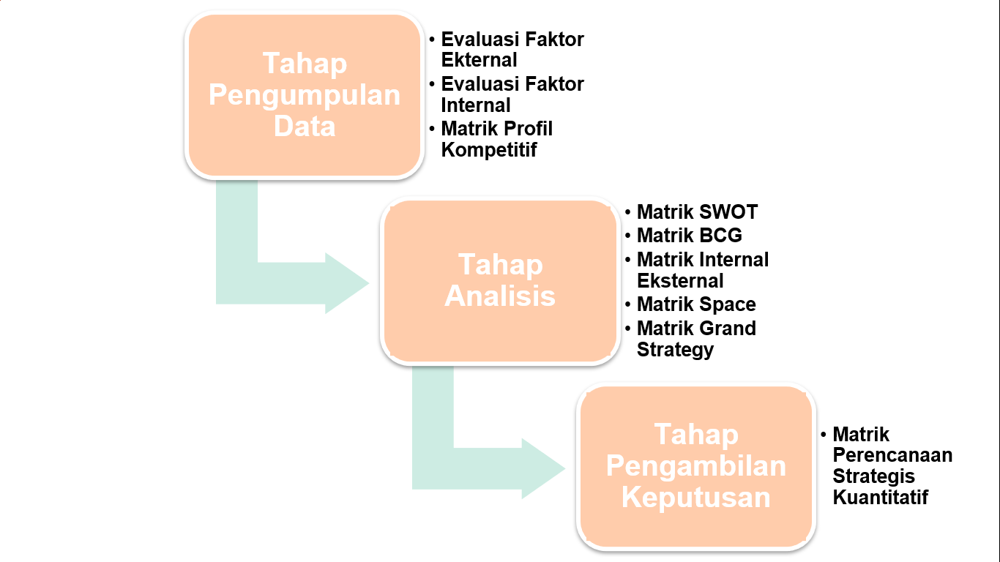 Tahap
Pengumpulan
Data
• Evaluasi Faktor
Ekternal
• Evaluasi Faktor
Internal
• Matrik Profil
Kompetitif
Tahap
Analisis
• Matrik SWOT
• Matrik BCG
• Matrik Internal
Eksternal
• Matrik Space
• Matrik Grand
Strategy
Tahap
Pengambilan
Keputusan
• Matrik
Perencanaan
Strategis
Kuantitatif